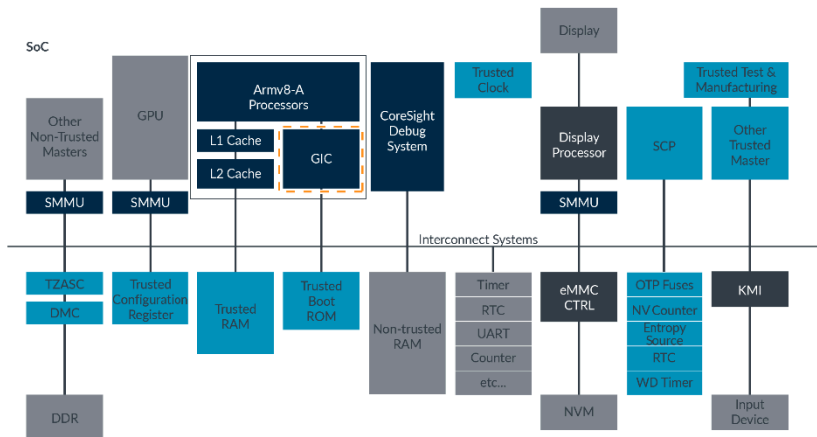 Display
SoC
Armv8-A
Processors
L1 Cache
L2 Cache
GIC
CoreSight
Debug
System
Trusted
Clock
Trusted Test &
Manufacturing
Other
Non-Trusted
Masters
GPU
Display
Processor
SCP
Other
Trusted
Master
SMMU
SMMU
SMMU
Interconnect Systems
TZASC
DMC
DDR
Trusted
Configuration
Register
Trusted
RAM
Trusted
Boot
ROM
Non-trusted
RAM
Timer
RTC
UART
Counter
etc...
eMMC
CTRL
NVM
OTP Fuses
NV Counter
Entropy
Source
RTC
WD Timer
KMI
Input
Device